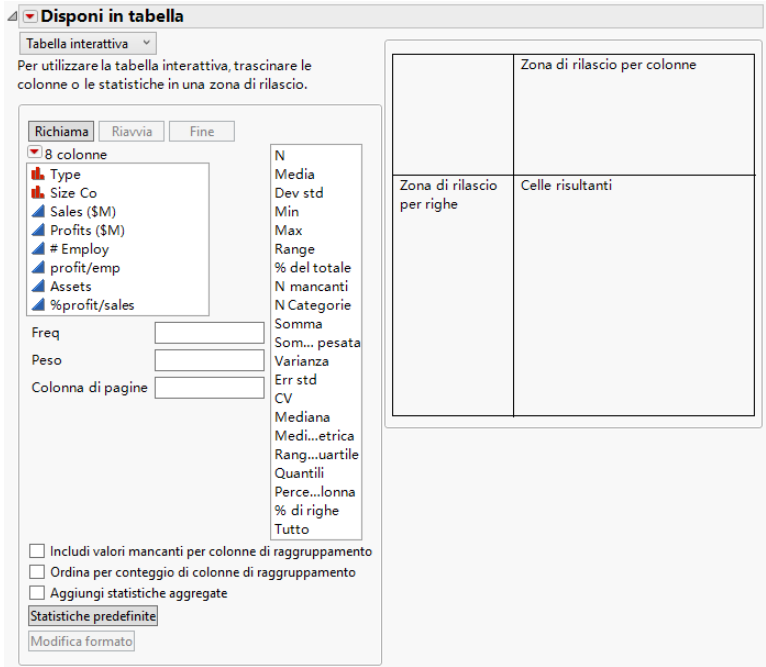 Disponi in tabella
Tabella interattiva
Per utilizzare la tabella interattiva, trascinare le
colonne o le statistiche in una zona di rilascio.
Richiama Riavvia Fine
8 colonne
Type
Size Co
Sales ($M)
Profits ($M)
# Employ
profit/emp
Assets
%profit/sales
Freq
Peso
Colonna di pagine
N
Media
Dev std
Min
Max
Range
% del totale
N mancanti
N Categorie
Somma
Som... pesata
Varianza
Err std
CV
Mediana
Medi...etrica
Rang...uartile
Quantili
Perce...lonna
% di righe
Tutto
Includi valori mancanti per colonne di raggruppamento
Ordina per conteggio di colonne di raggruppamento
Aggiungi statistiche aggregate
Statistiche predefinite
Modifica formato
Zona di rilascio per colonne
Zona di rilascio
per righe
Celle risultanti